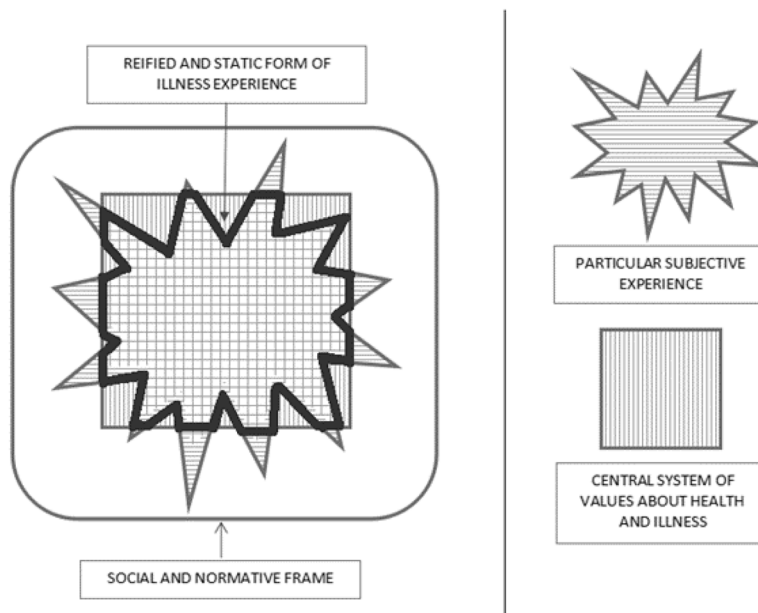 REIFIED AND STATIC FORM OF
ILLNESS EXPERIENCE
SOCIAL AND NORMATIVE FRAME
PARTICULAR SUBJECTIVE
EXPERIENCE
CENTRAL SYSTEM OF
VALUES ABOUT HEALTH
AND ILLNESS